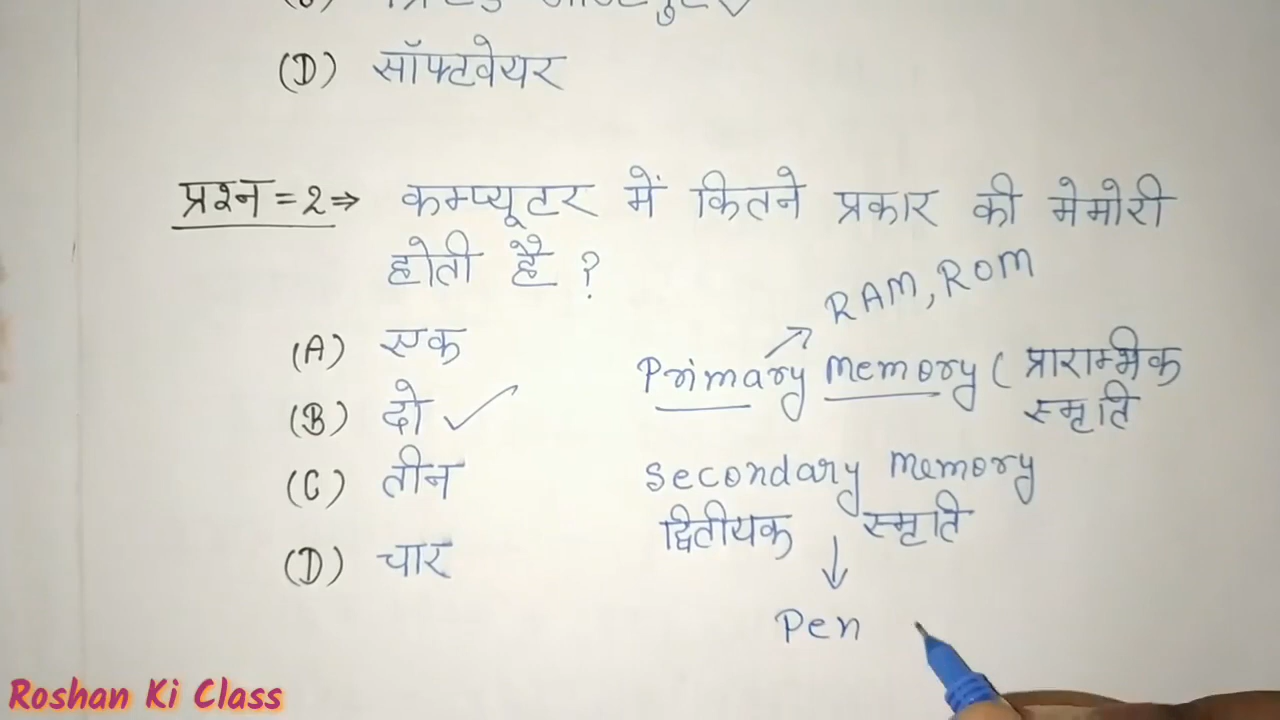 (D) सॉफ्टवेयर
प्रश्न = 2 ⇒ कम्प्यूटर में कितने प्रकार की मेमोरी
होती है ?
RAM, ROM
(A) एक
Primary Memory ( प्रारम्भिक
स्मृति
(B) दो ✓
(C) तीन
Secondary Memory
द्वितीयक स्मृति
(D) चार
Pen
Roshan Ki Class